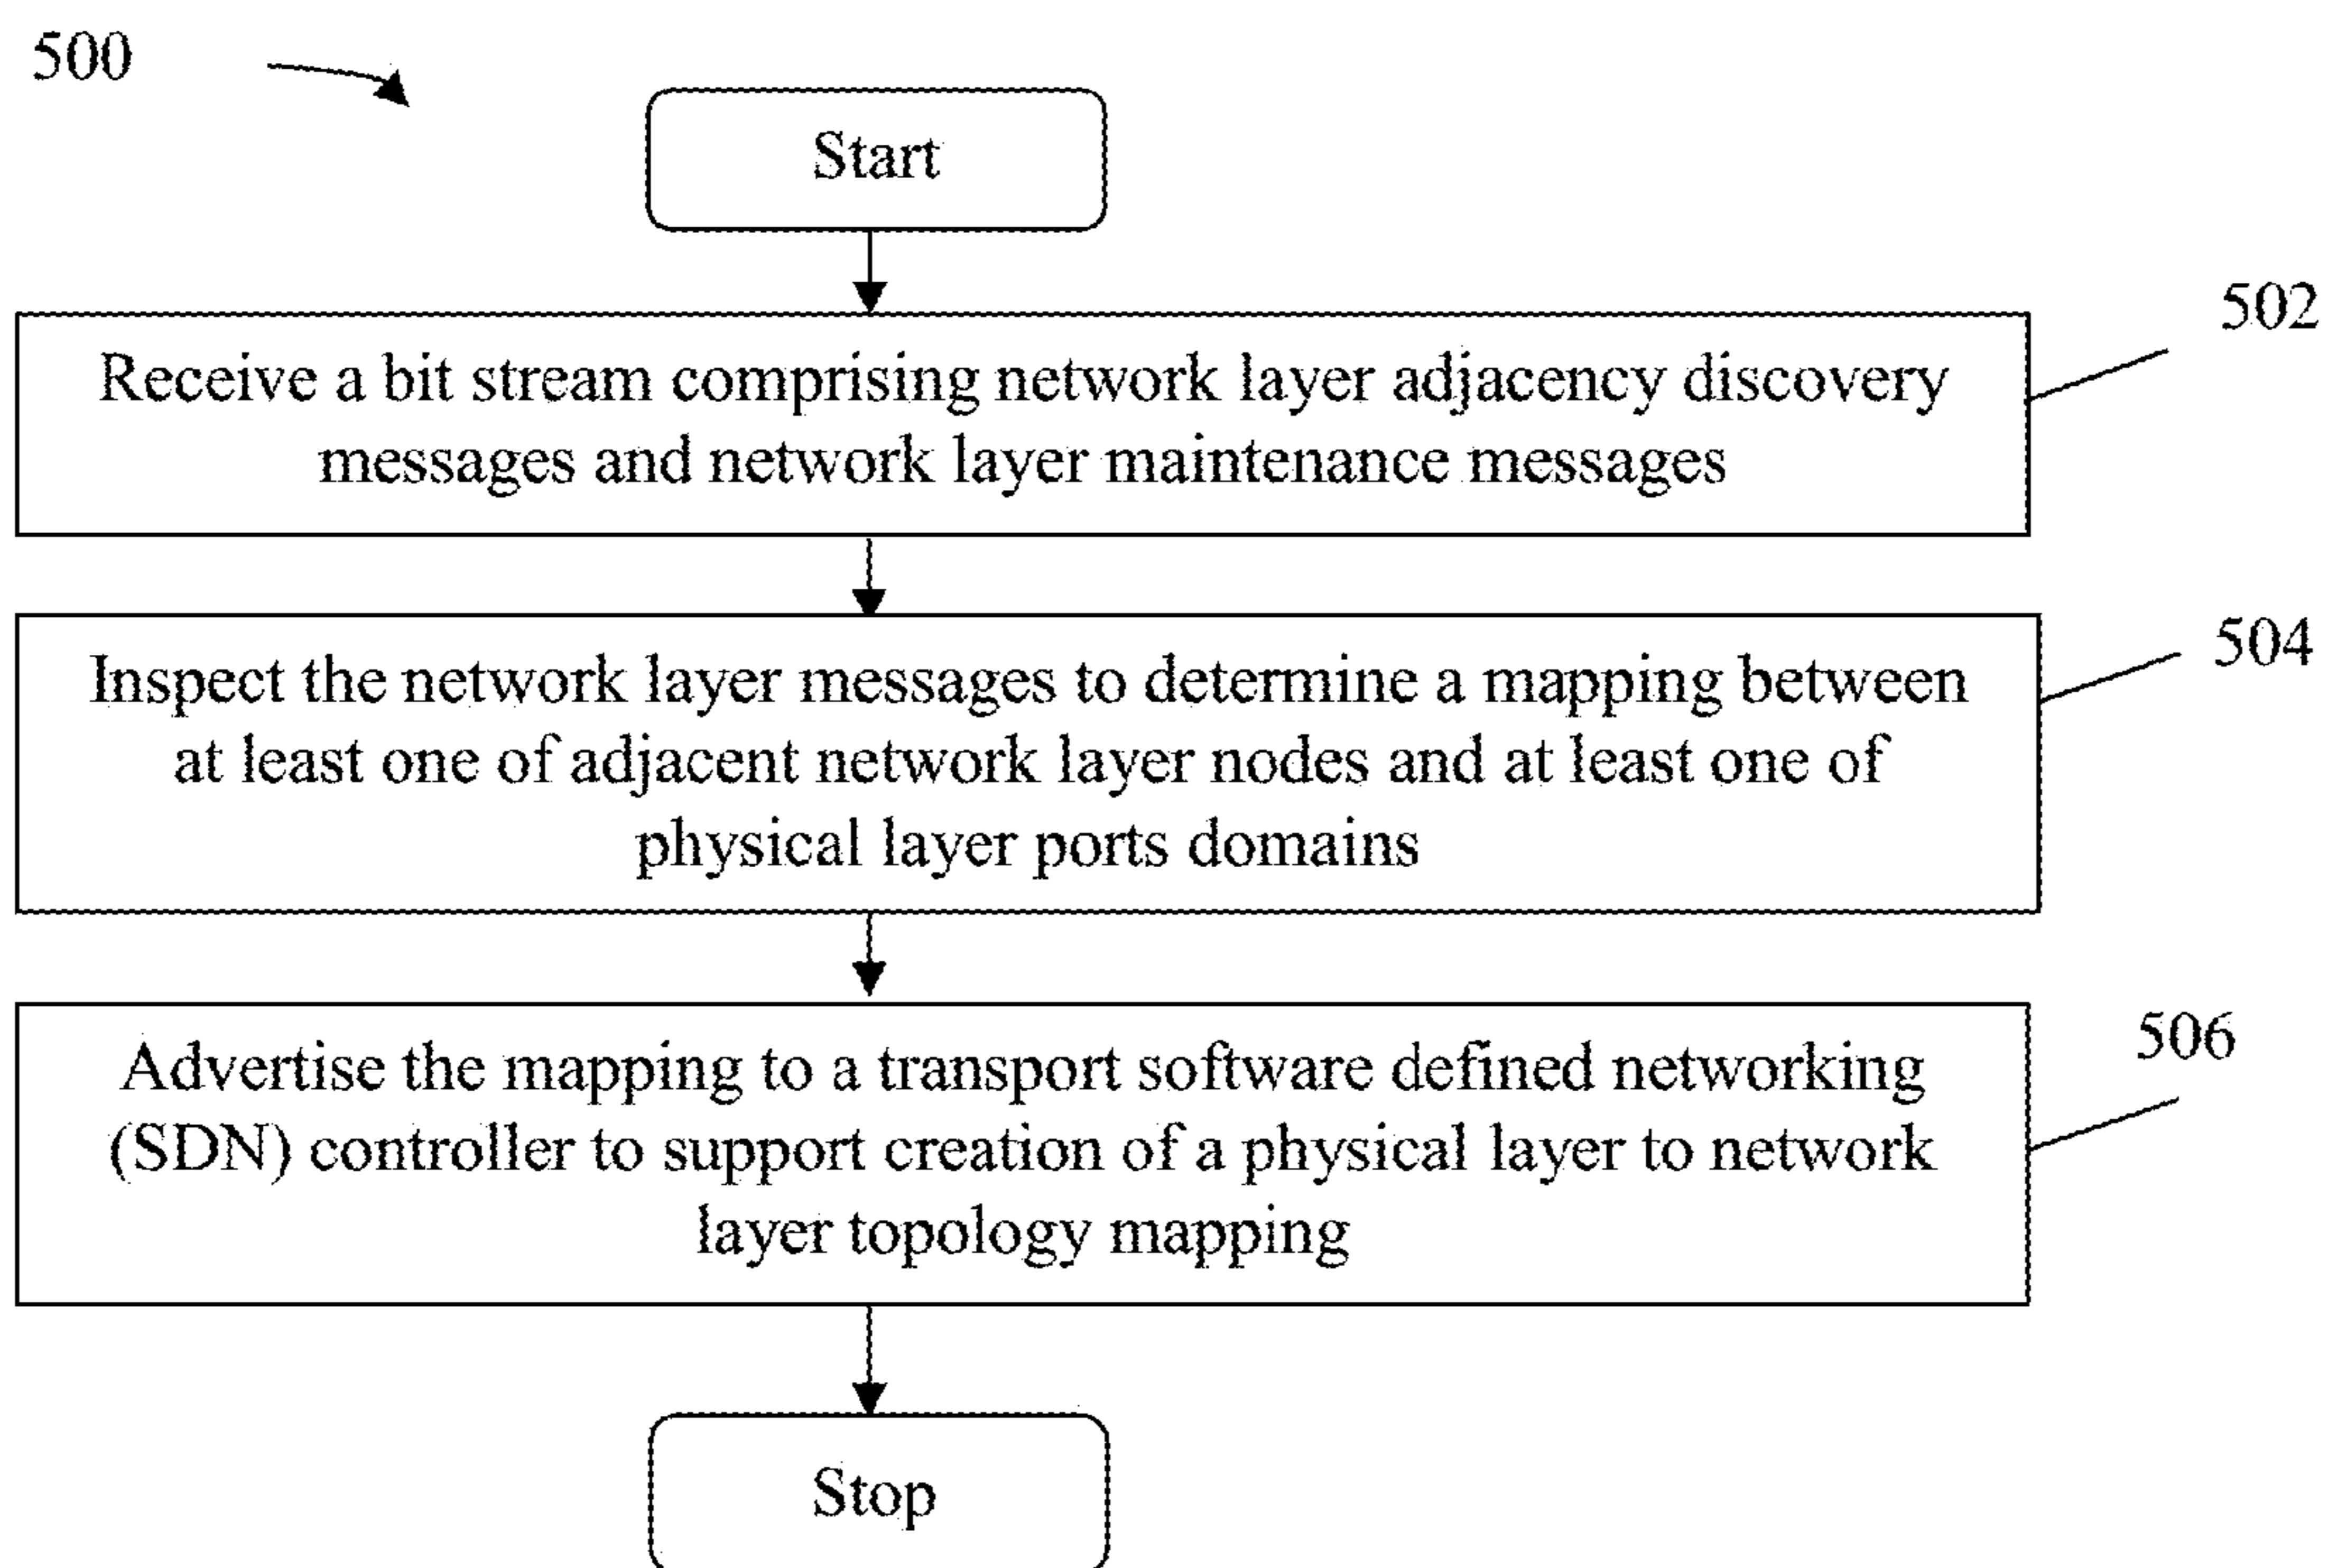 500
Start
502
Receive a bit stream comprising network layer adjacency discovery
messages and network layer maintenance messages
504
Inspect the network layer messages to determine a mapping between
at least one of adjacent network layer nodes and at least one of
physical layer ports domains
506
Advertise the mapping to a transport software defined networking
(SDN) controller to support creation of a physical layer to network
layer topology mapping
Stop